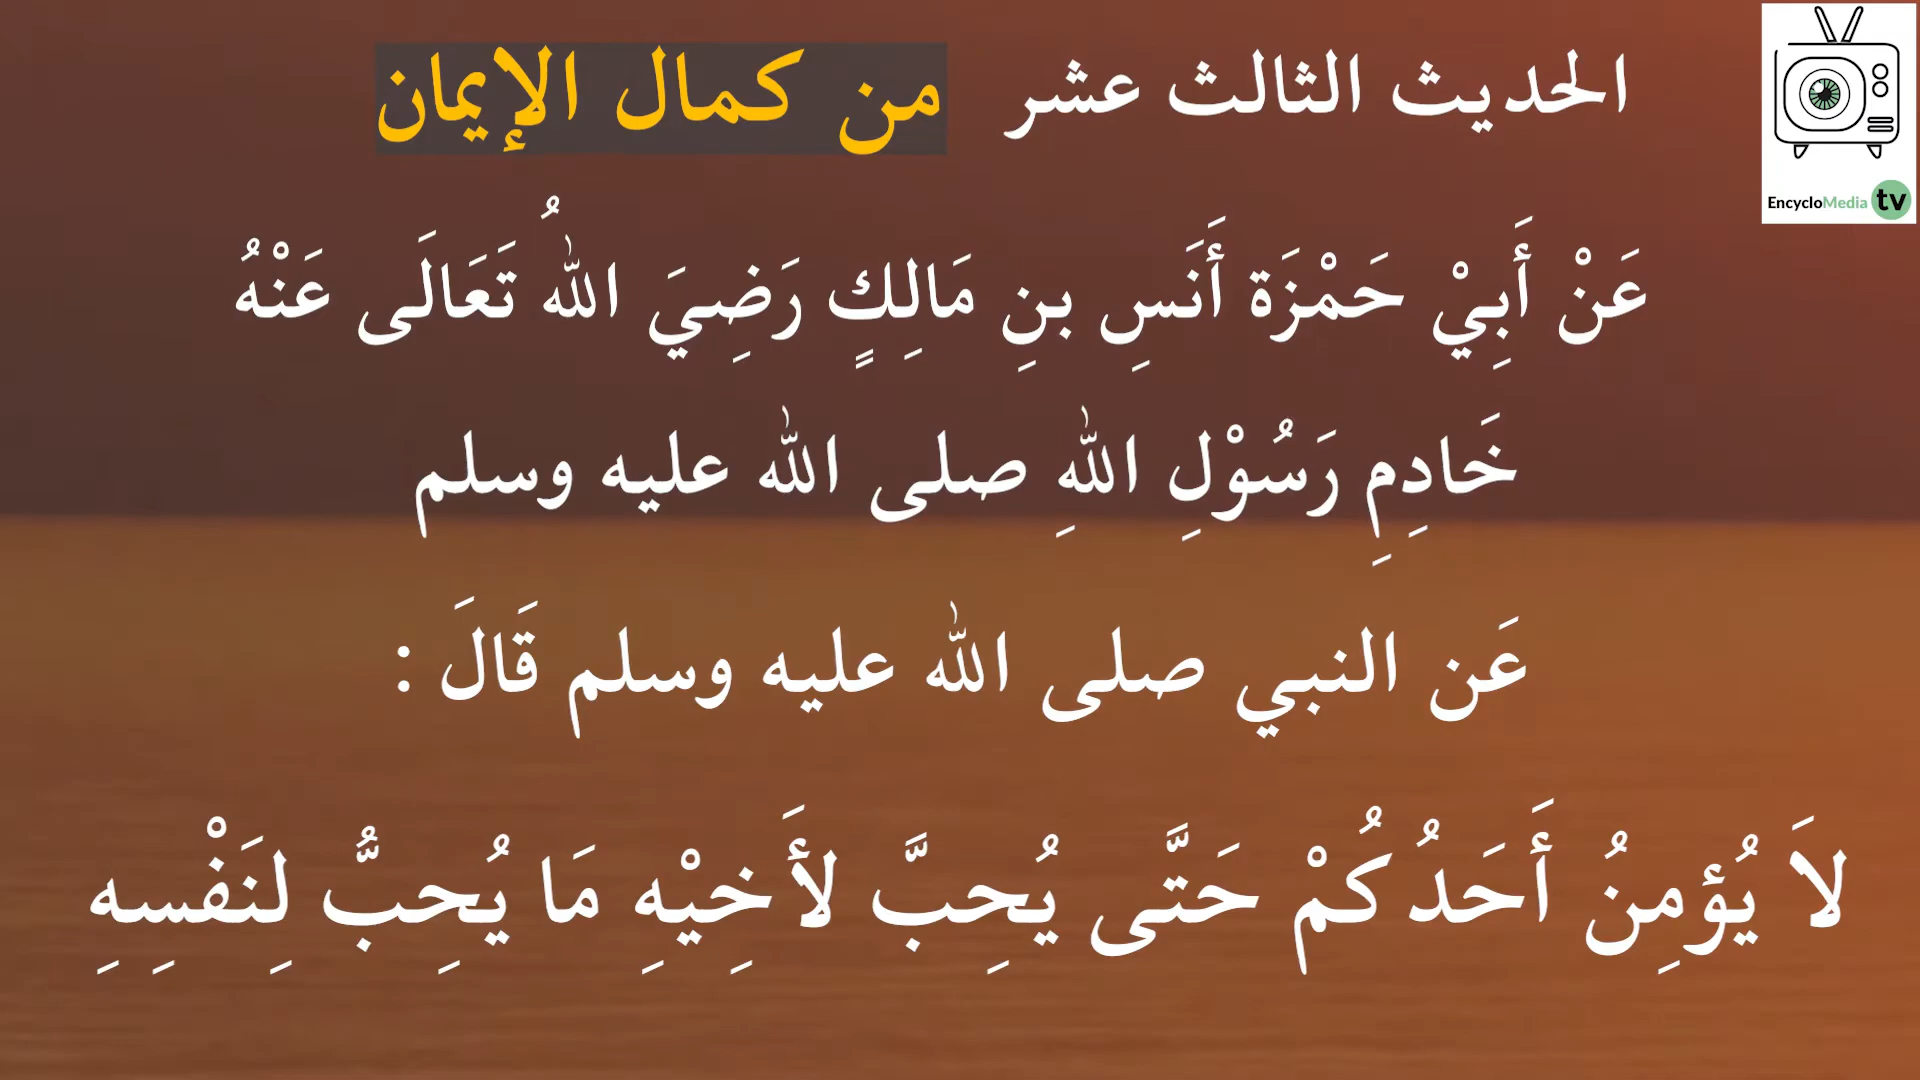 الحديث الثالث عشر من كمال الإيمان
عَنْ أَبِيْ حَمْزَة أَنَسِ بنِ مَالِكٍ رَضِيَ اللهُ تَعَالَى عَنْهُ
خَادِمِ رَسُوْلِ اللهِ صلى الله عليه وسلم
عَن النبي صلى الله عليه وسلم قَالَ :
لاَ يُؤمِنُ أَحَدُكُمْ حَتَّى يُحِبَّ لأَخِيْهِ مَا يُحِبُّ لِنَفْسِهِ
EncycloMedia tv